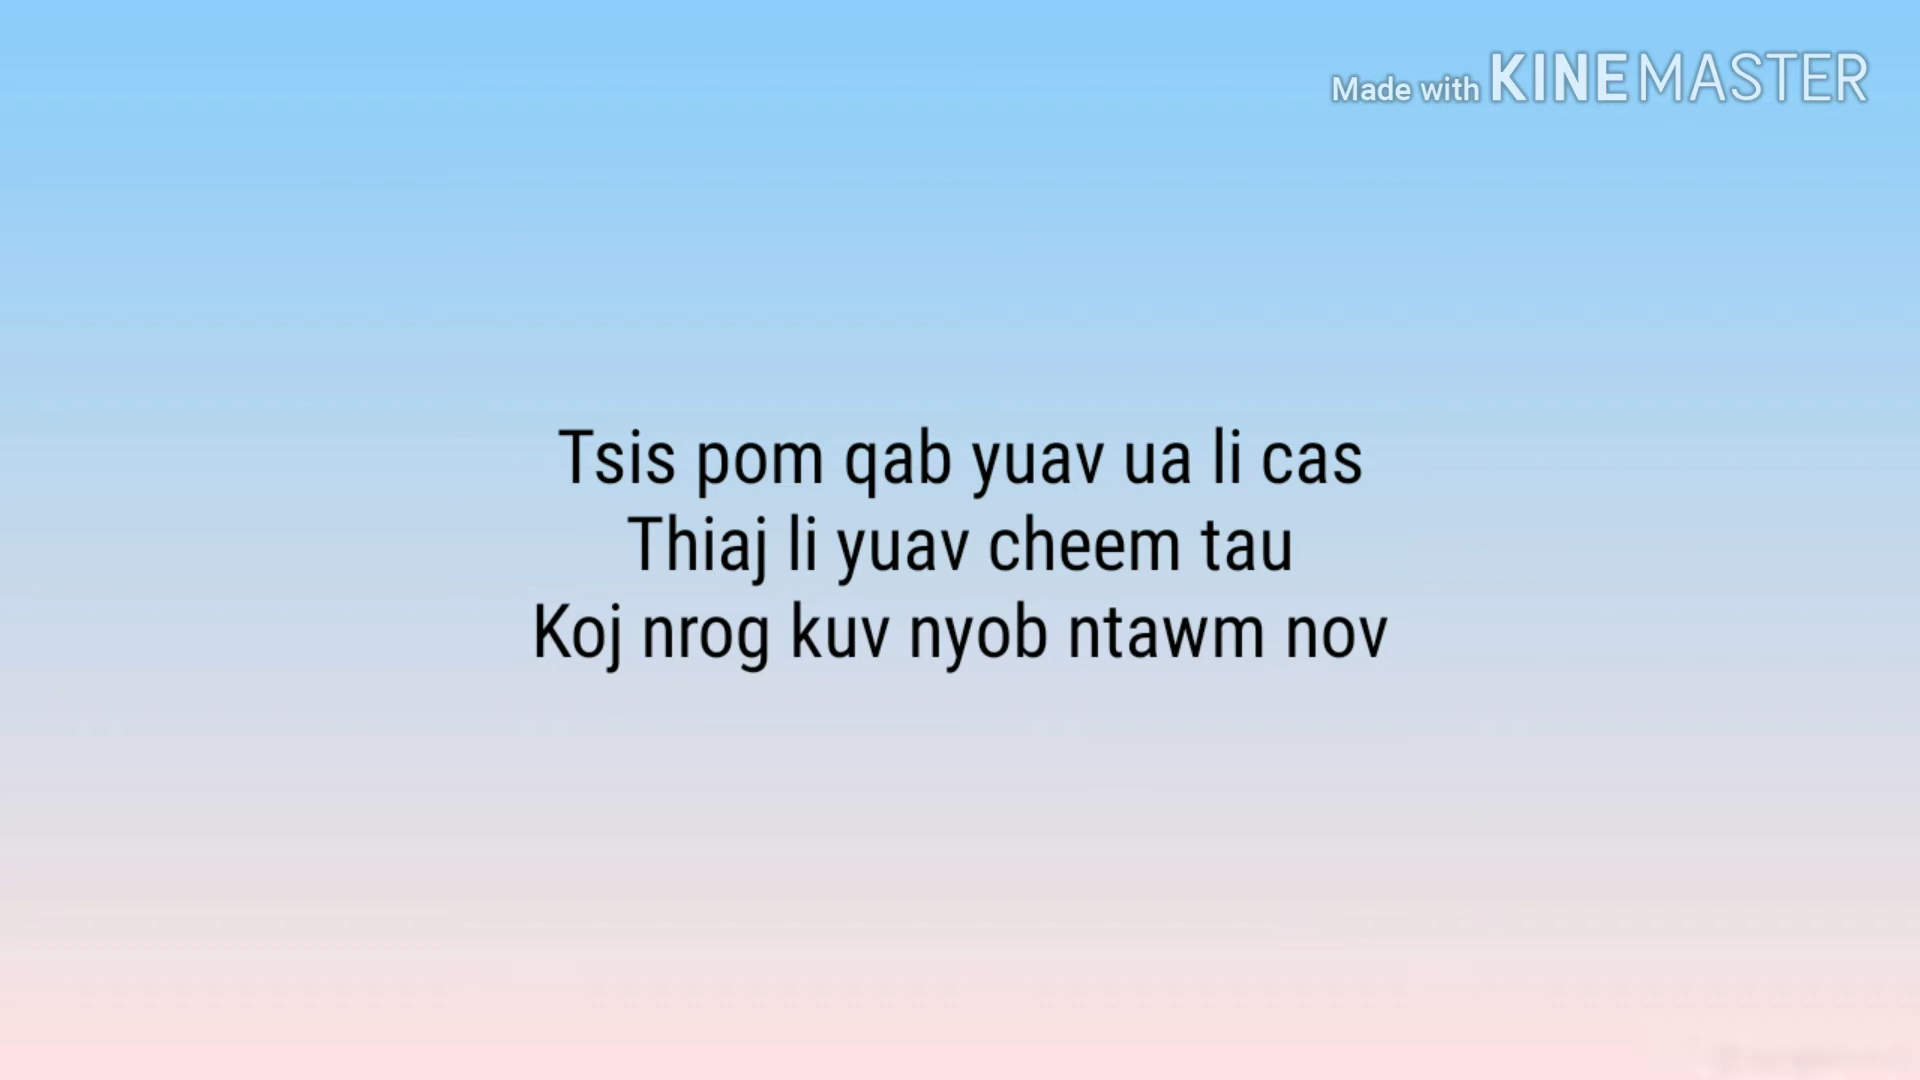 Made with KINEMASTER
Tsis pom qab yuav ua li cas
Thiaj li yuav cheem tau
Koj nrog kuv nyob ntawm nov